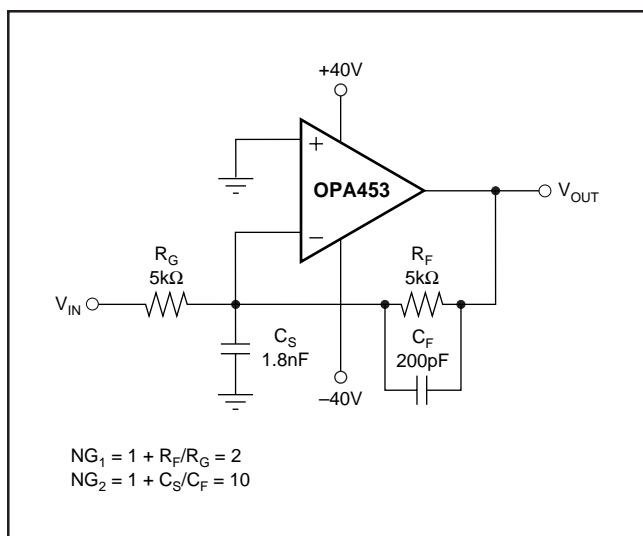 +40V
+
OPA453
−
V_OUT
R_G
5kΩ
R_F
5kΩ
V_IN
C_S
1.8nF
C_F
200pF
−40V
NG_1 = 1 + R_F/R_G = 2
NG_2 = 1 + C_S/C_F = 10